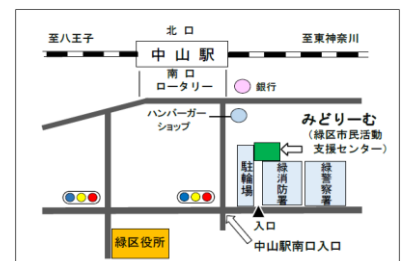 北口
至八王子
至東神奈川
中山駅
南口
ロータリー
銀行
ハンバーガー
ショップ
みどりーむ
(緑区市民活動
支援センター)
駐輪場
緑消防署
緑警察署
入口
緑区役所
中山駅南口入口